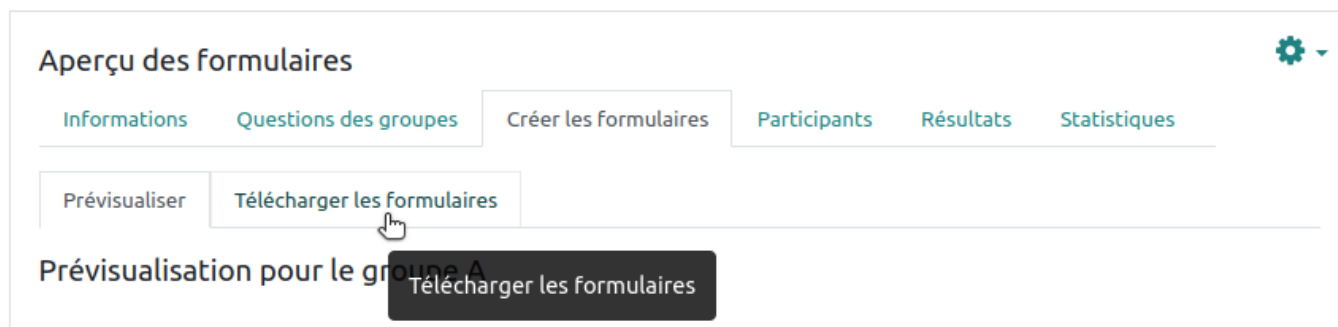 Aperçu des formulaires
Informations Questions des groupes Créer les formulaires Participants Résultats Statistiques
Prévisualiser Télécharger les formulaires
Prévisualisation pour le groupe A
Télécharger les formulaires